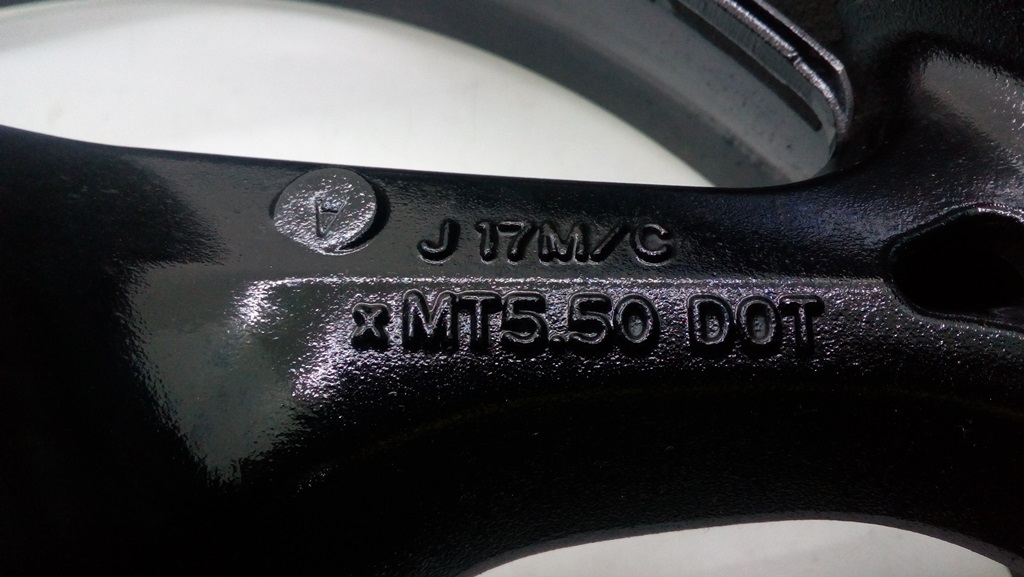 A
J 17M/C
xMT5.50 DOT